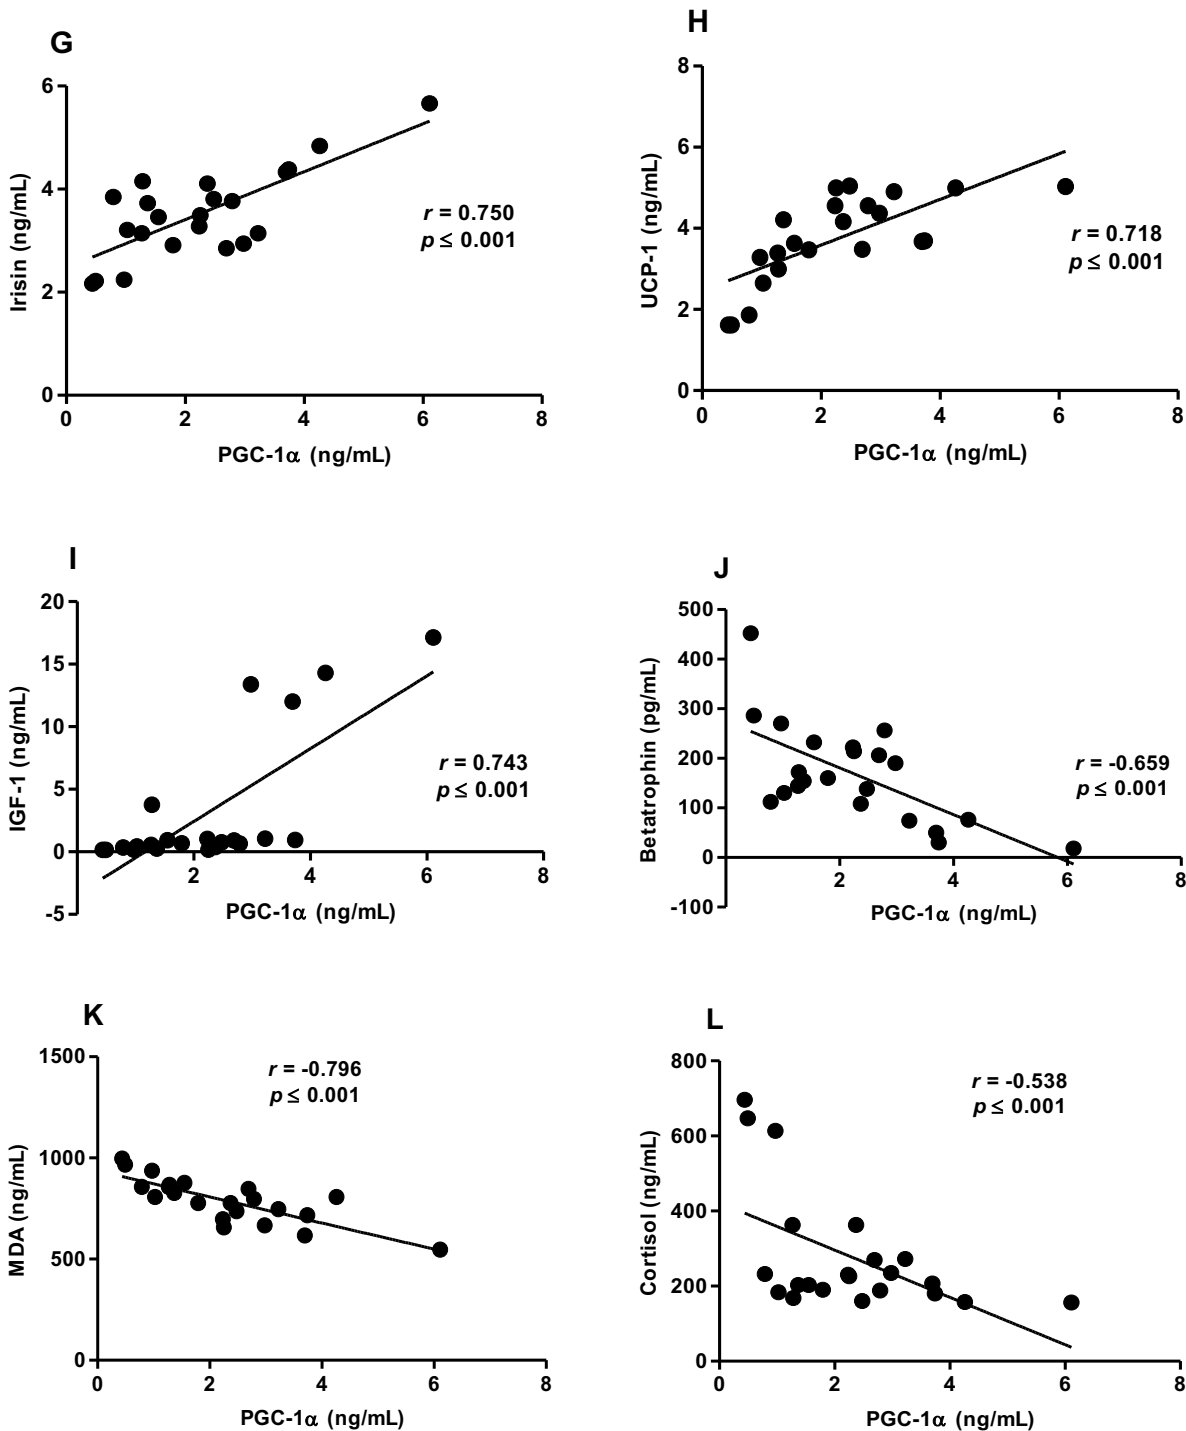 G
6
4
2
0
Irisin (ng/mL)
r = 0.750
p ≤ 0.001
0 2 4 6 8
PGC-1α (ng/mL)
H
8
6
4
2
0
UCP-1 (ng/mL)
r = 0.718
p ≤ 0.001
0 2 4 6 8
PGC-1α (ng/mL)
I
20
15
10
5
0
-5
IGF-1 (ng/mL)
r = 0.743
p ≤ 0.001
2 4 6 8
PGC-1α (ng/mL)
J
500
400
300
200
100
0
-100
Betatrophin (pg/mL)
r = -0.659
p ≤ 0.001
2 4 6 8
PGC-1α (ng/mL)
K
1500
1000
500
0
MDA (ng/mL)
r = -0.796
p ≤ 0.001
0 2 4 6 8
PGC-1α (ng/mL)
L
800
600
400
200
0
Cortisol (ng/mL)
r = -0.538
p ≤ 0.001
0 2 4 6 8
PGC-1α (ng/mL)